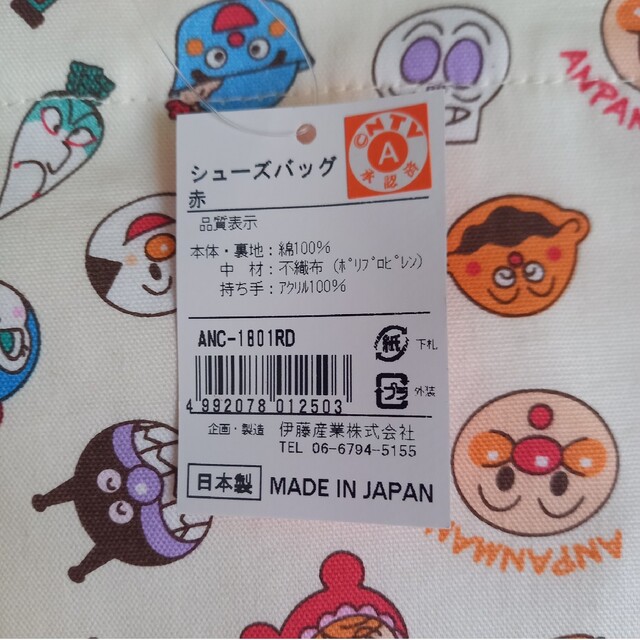 ANPAN
©NTV
A
承認済
シューズバッグ
赤
品質表示
本体・裏地：綿100%
中　材：不織布（ﾎﾟﾘﾌﾟﾛﾋﾟﾚﾝ）
持ち手：ｱｸﾘﾙ100%
ANC-1801RD
紙 下札
4 992078 012503
プラ 外装
企画・製造 伊藤産業株式会社
TEL 06-6794-5155
日本製 MADE IN JAPAN
ANPANMAN